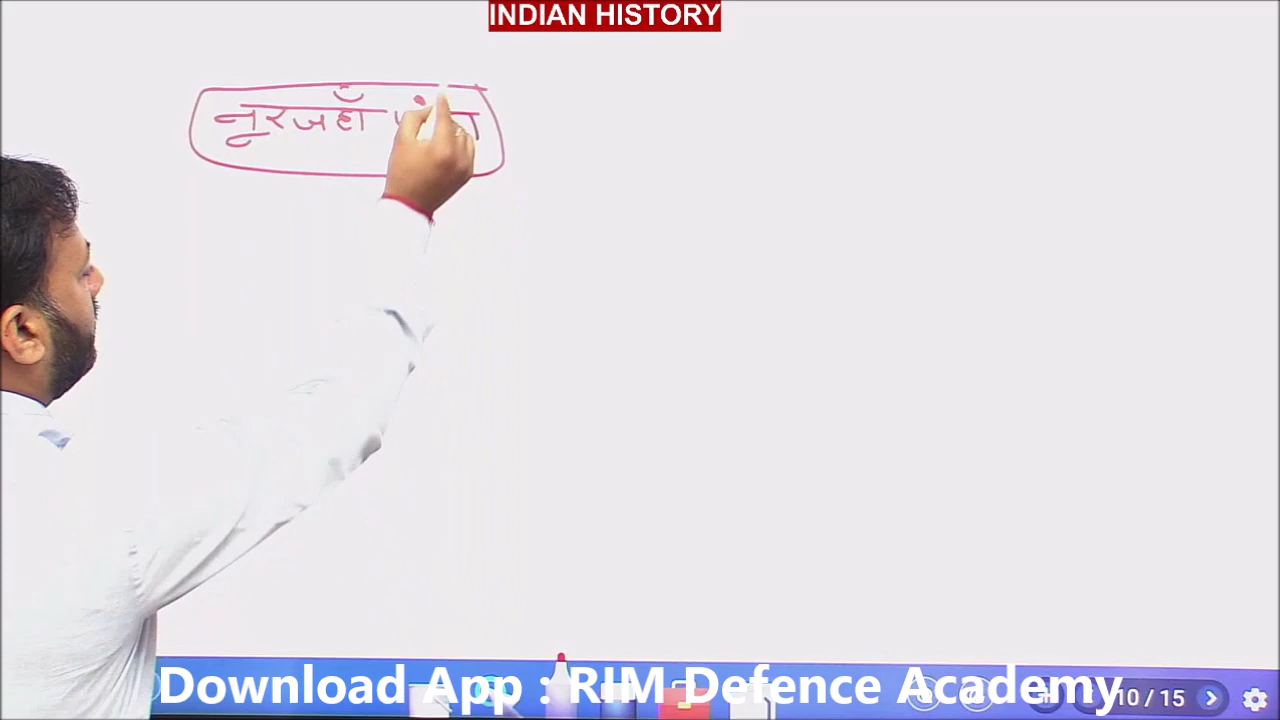 INDIAN HISTORY
नूरजहाँ
Download App : RIM Defence Academy
10 / 15